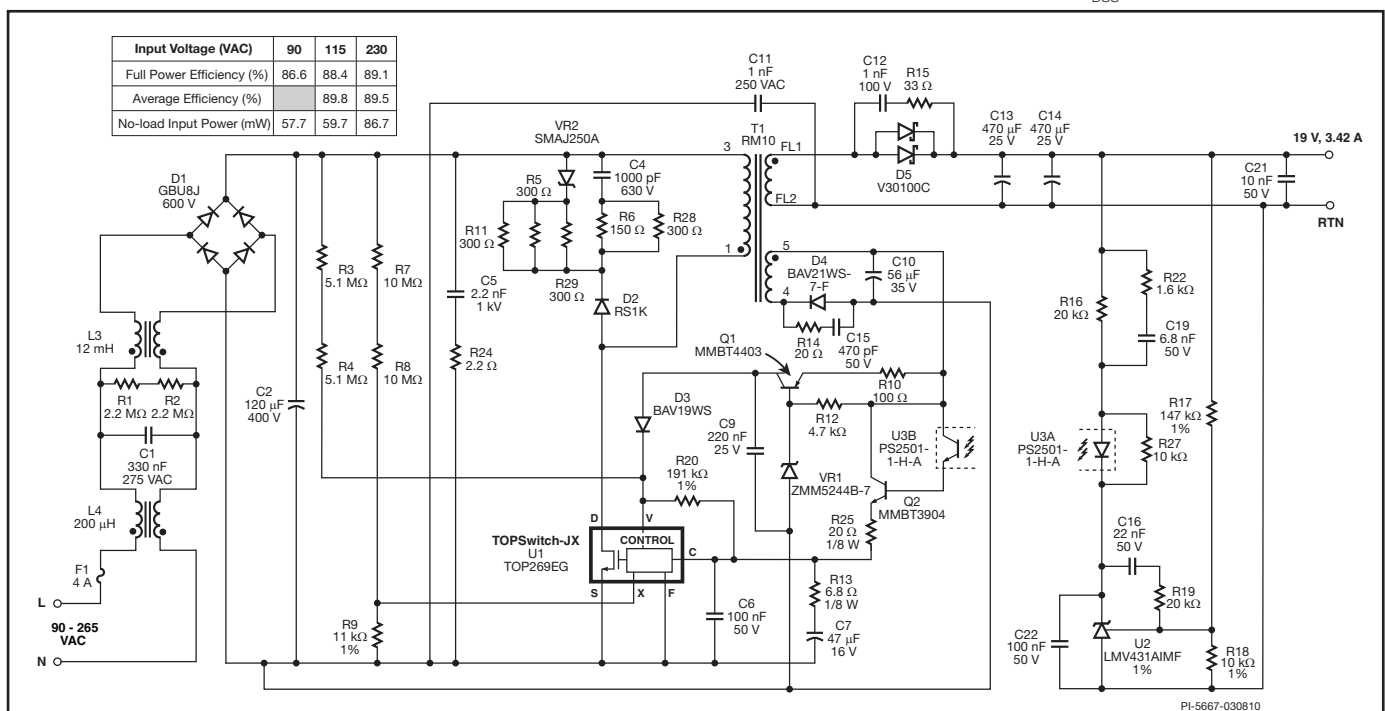 Input Voltage (VAC) 90 115 230
Full Power Efficiency (%) 86.6 88.4 89.1
Average Efficiency (%) 89.8 89.5
No-load Input Power (mW) 57.7 59.7 86.7
C11
1 nF
250 VAC
C12
1 nF
100 V
R15
33 Ω
VR2
SMAJ250A
T1
RM10
FL1
FL2
3
1
5
4
D5
V30100C
C13
470 µF
25 V
C14
470 µF
25 V
19 V, 3.42 A
C21
10 nF
50 V
RTN
D1
GBU8J
600 V
R5
300 Ω
C4
1000 pF
630 V
R11
300 Ω
R6
150 Ω
R28
300 Ω
R29
300 Ω
D2
RS1K
R3
5.1 MΩ
R7
10 MΩ
C5
2.2 nF
1 kV
R4
5.1 MΩ
R8
10 MΩ
R24
2.2 Ω
D4
BAV21WS-
7-F
C10
56 µF
35 V
R14
20 Ω
C15
470 pF
50 V
R16
20 kΩ
R22
1.6 kΩ
C19
6.8 nF
50 V
L3
12 mH
R1
2.2 MΩ
R2
2.2 MΩ
C1
330 nF
275 VAC
L4
200 µH
F1
4 A
L
90 - 265
VAC
N
C2
120 µF
400 V
Q1
MMBT4403
R10
100 Ω
R12
4.7 kΩ
D3
BAV19WS
C9
220 nF
25 V
U3B
PS2501-
1-H-A
VR1
ZMM5244B-7
Q2
MMBT3904
R20
191 kΩ
1%
R25
20 Ω
1/8 W
U3A
PS2501-
1-H-A
R27
10 kΩ
R17
147 kΩ
1%
TOPSwitch-JX
U1
TOP269EG
D
V
CONTROL
C
S
X
F
R9
11 kΩ
1%
C6
100 nF
50 V
R13
6.8 Ω
1/8 W
C7
47 µF
16 V
C16
22 nF
50 V
R19
20 kΩ
C22
100 nF
50 V
U2
LMV431AIMF
1%
R18
10 kΩ
1%
PI-5667-030810